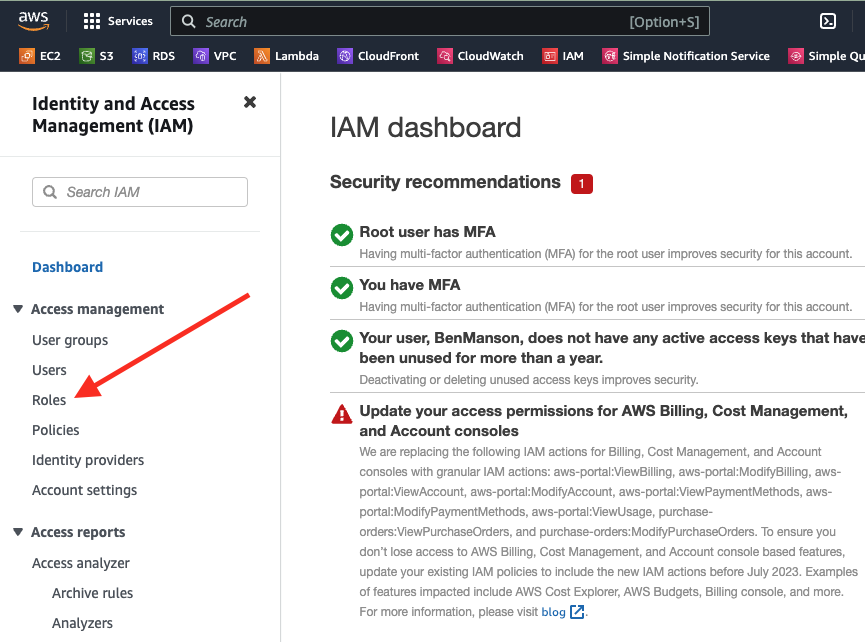 aws
Services
Search [Option+S]
EC2 S3 RDS VPC Lambda CloudFront CloudWatch IAM Simple Notification Service Simple Qu
Identity and Access
Management (IAM)
Search IAM
Dashboard
Access management
User groups
Users
Roles
Policies
Identity providers
Account settings
Access reports
Access analyzer
Archive rules
Analyzers
IAM dashboard
Security recommendations 1
Root user has MFA
Having multi-factor authentication (MFA) for the root user improves security for this account.
You have MFA
Having multi-factor authentication (MFA) for the root user improves security for this account.
Your user, BenManson, does not have any active access keys that have
been unused for more than a year.
Deactivating or deleting unused access keys improves security.
Update your access permissions for AWS Billing, Cost Management,
and Account consoles
We are replacing the following IAM actions for Billing, Cost Management, and Account
consoles with granular IAM actions: aws-portal:ViewBilling, aws-portal:ModifyBilling, aws-
portal:ViewAccount, aws-portal:ModifyAccount, aws-portal:ViewPaymentMethods, aws-
portal:ModifyPaymentMethods, aws-portal:ViewUsage, purchase-
orders:ViewPurchaseOrders, and purchase-orders:ModifyPurchaseOrders. To ensure you
don't lose access to AWS Billing, Cost Management, and Account console based features,
update your existing IAM policies to include the new IAM actions before July 2023. Examples
of features impacted include AWS Cost Explorer, AWS Budgets, Billing console, and more.
For more information, please visit blog.